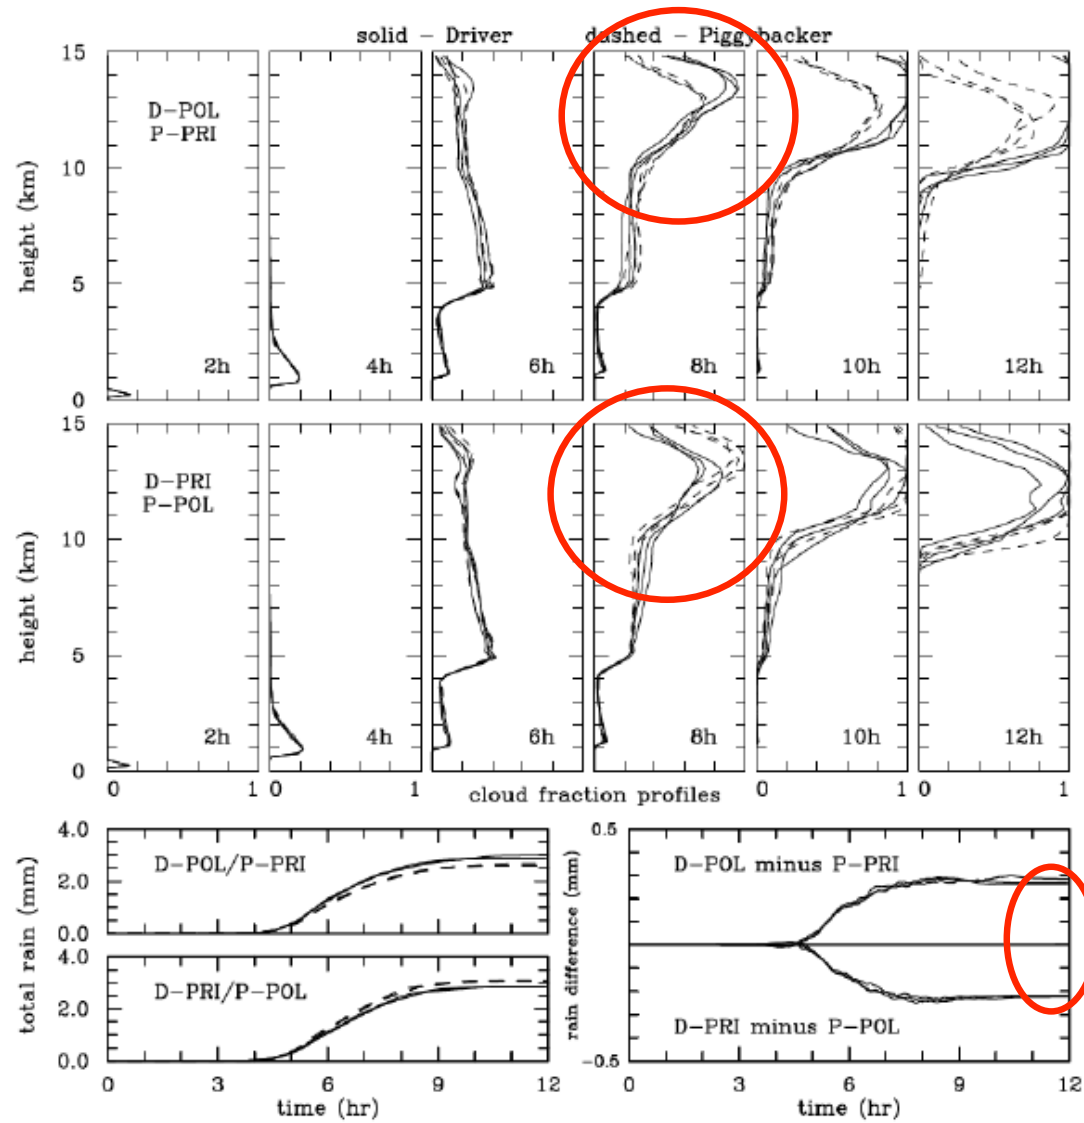 solid – Driver dashed – Piggybacker
15
10
5
0
height (km)
D–POL
P–PRI
2h 4h 6h 8h 10h 12h
15
10
5
0
height (km)
D–PRI
P–POL
2h 4h 6h 8h 10h 12h
0 1 0 1 0 1 0 1
cloud fraction profiles
4.0
2.0
0.0
D–POL/P–PRI
4.0
2.0
0.0
D–PRI/P–POL
total rain (mm)
0 3 6 9 12
time (hr)
0.5
-0.5
rain difference (mm)
D–POL minus P–PRI
D–PRI minus P–POL
0 3 6 9 12
time (hr)